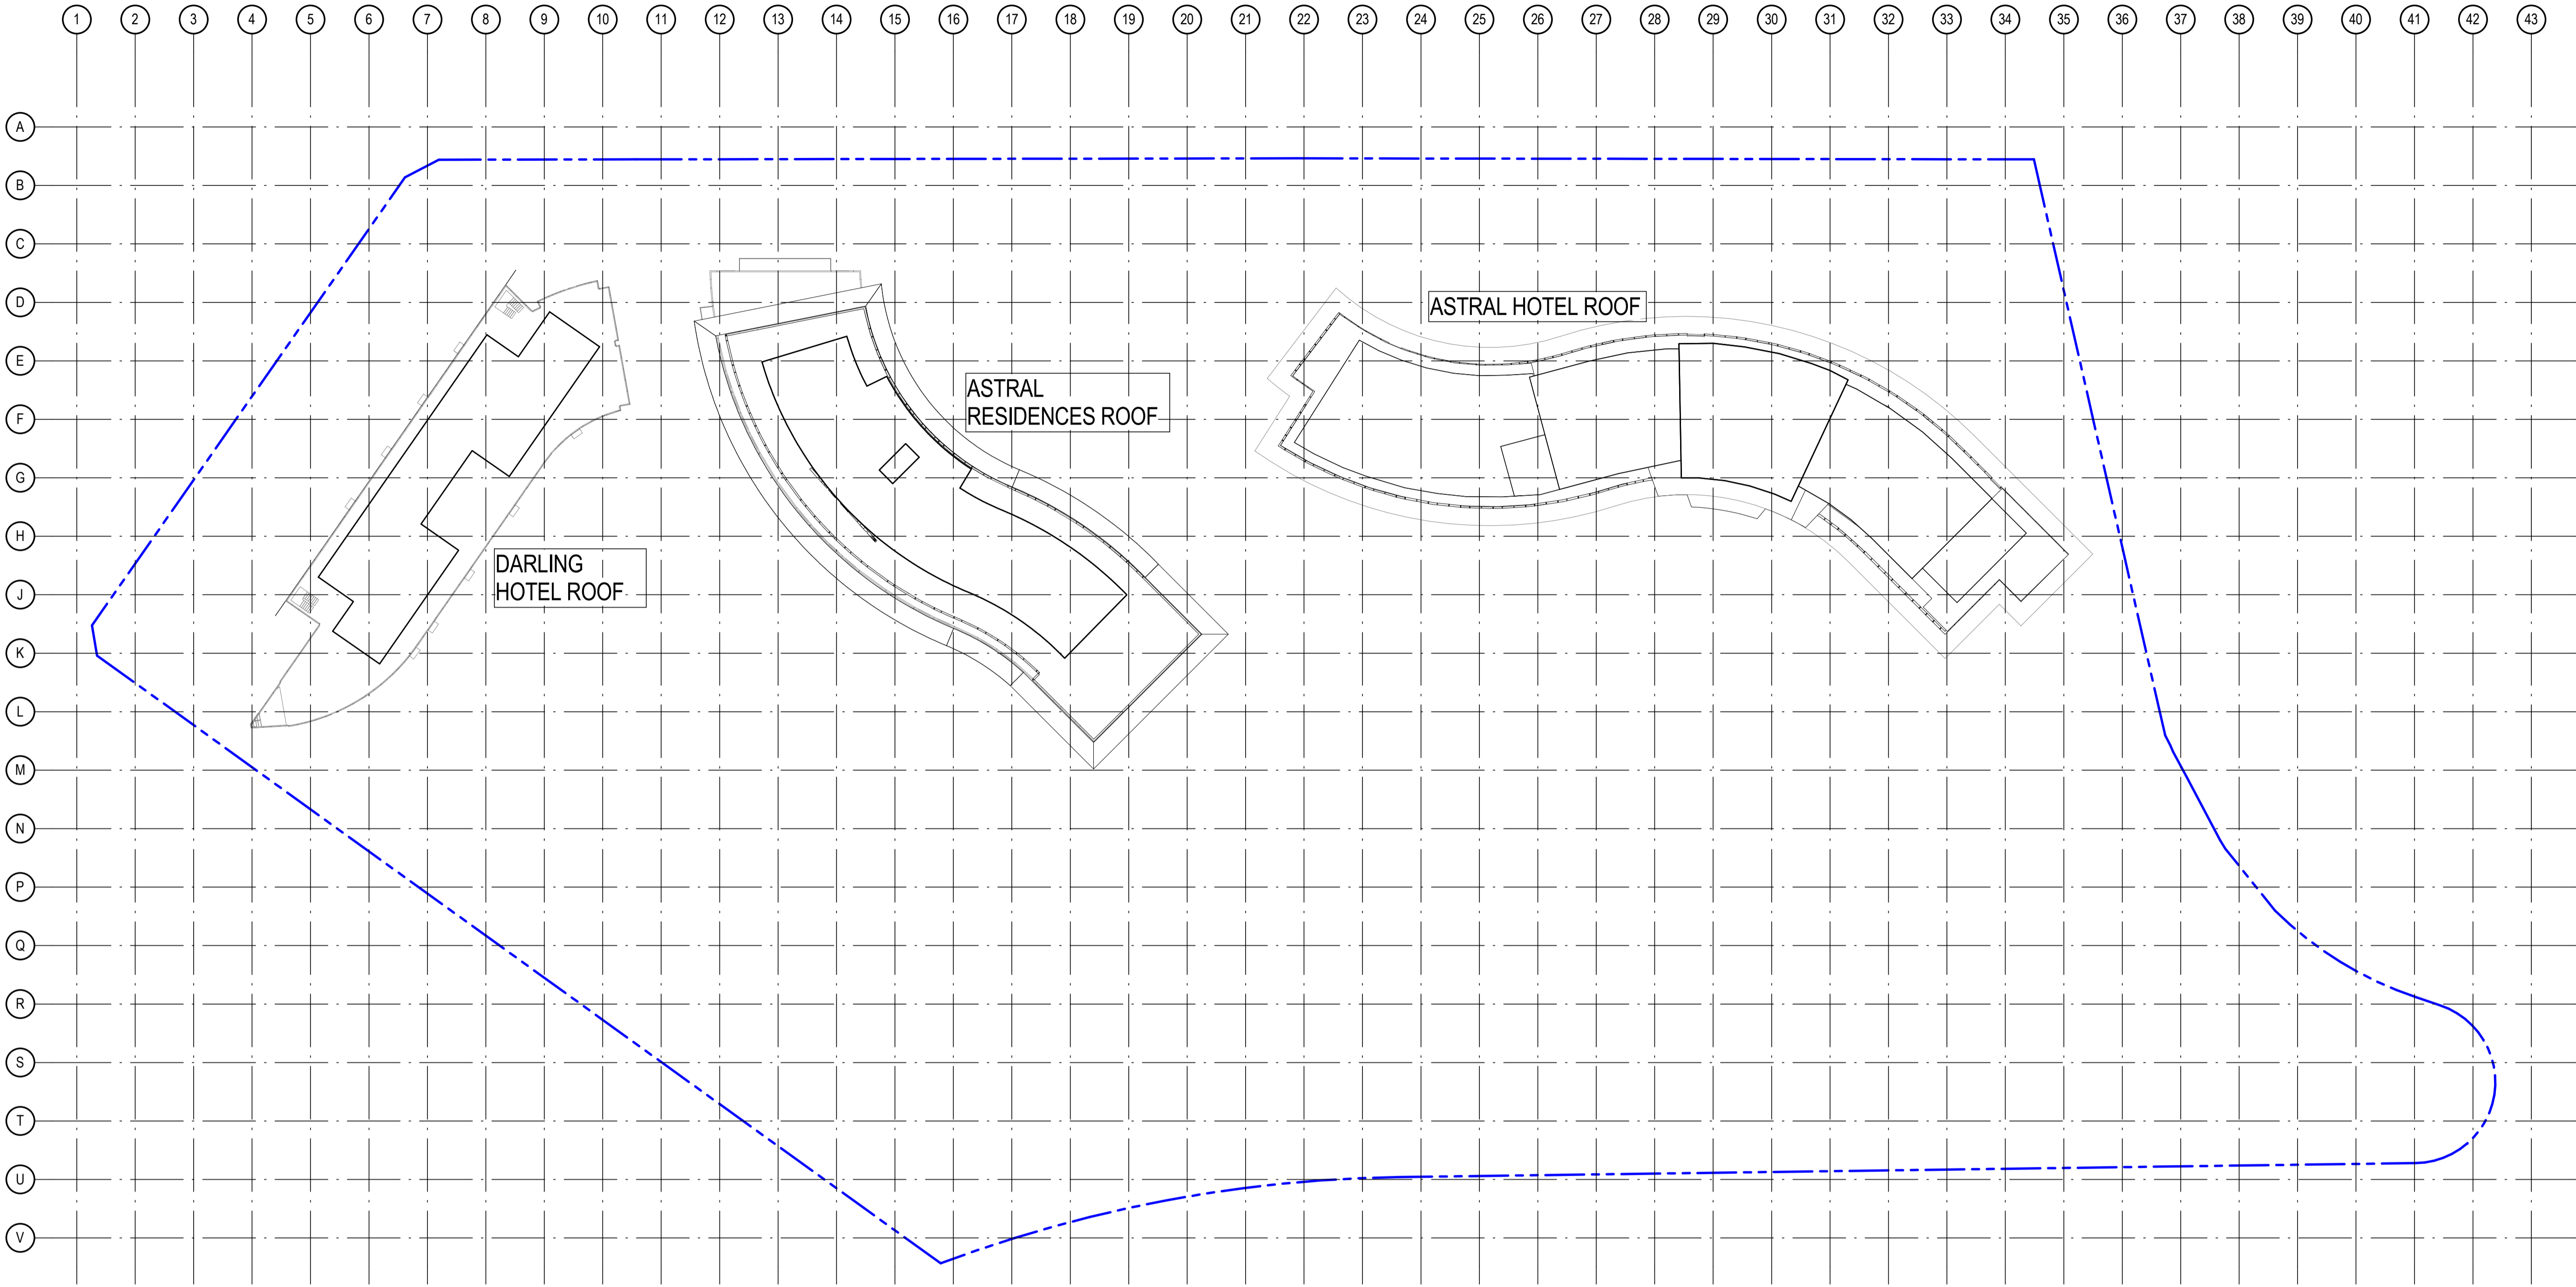 1 2 3 4 5 6 7 8 9 10 11 12 13 14 15 16 17 18 19 20 21 22 23 24 25 26 27 28 29 30 31 32 33 34 35 36 37 38 39 40 41 42 43
A
B
C
D
ASTRAL HOTEL ROOF
E
ASTRAL
RESIDENCES ROOF
F
G
H
DARLING
HOTEL ROOF
J
K
L
M
N
P
Q
R
S
T
U
V